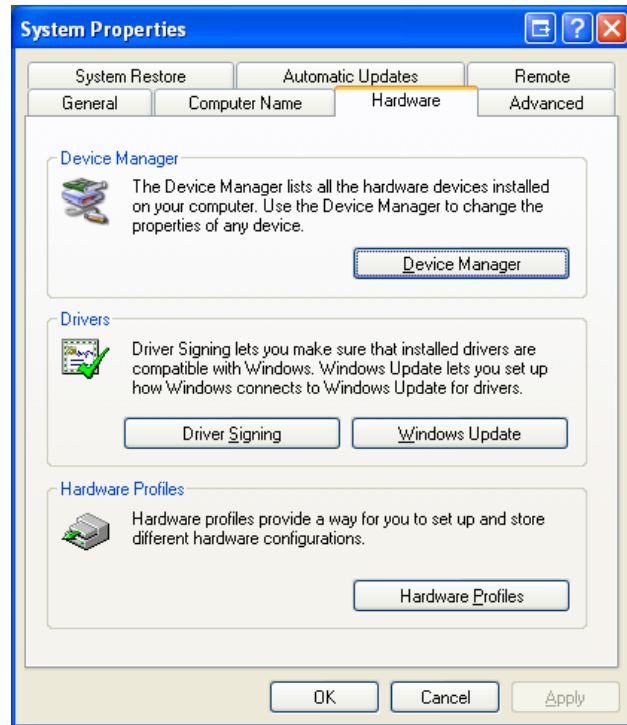 System Properties
System Restore Automatic Updates Remote
General Computer Name Hardware Advanced
Device Manager
The Device Manager lists all the hardware devices installed
on your computer. Use the Device Manager to change the
properties of any device.
Device Manager
Drivers
Driver Signing lets you make sure that installed drivers are
compatible with Windows. Windows Update lets you set up
how Windows connects to Windows Update for drivers.
Driver Signing Windows Update
Hardware Profiles
Hardware profiles provide a way for you to set up and store
different hardware configurations.
Hardware Profiles
OK Cancel Apply